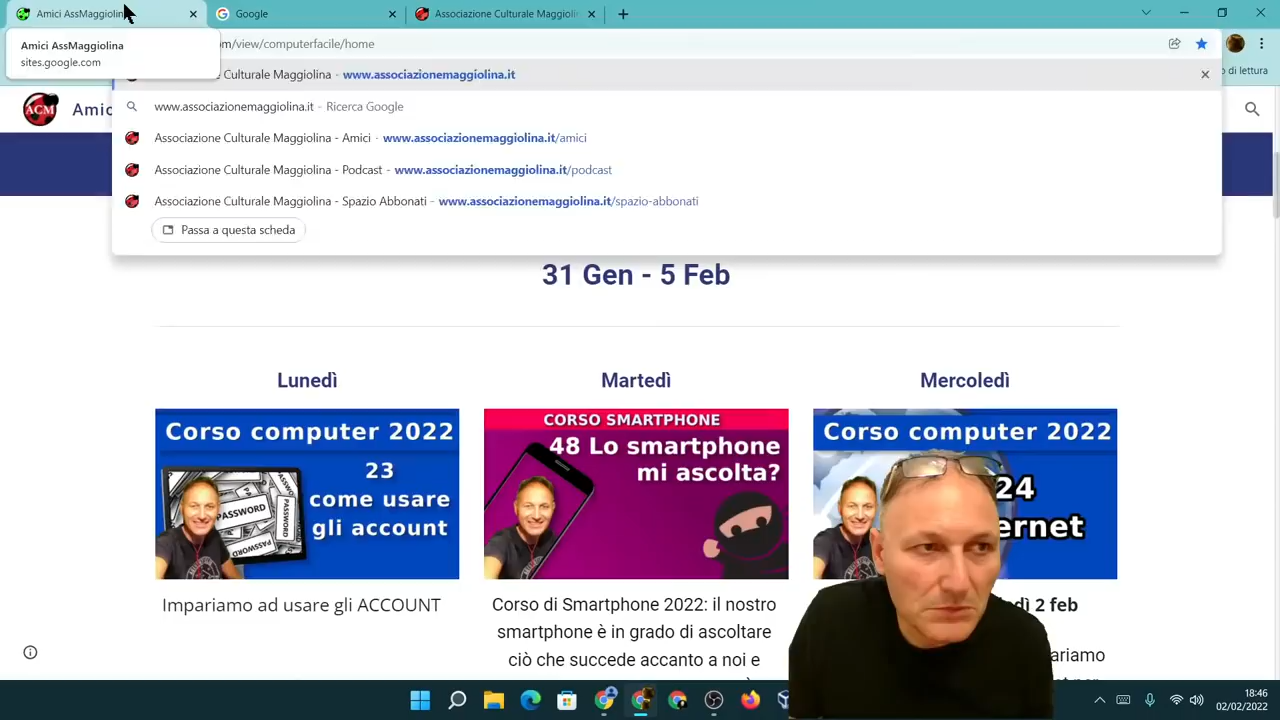 Amici AssMaggiolin
Google
Associazione Culturale Maggiolin
Amici AssMaggiolina
sites.google.com
om/view/computerfacile/home
Culturale Maggiolina - www.associazionemaggiolina.it
di lettura
ACM
Amic
www.associazionemaggiolina.it - Ricerca Google
Associazione Culturale Maggiolina - Amici - www.associazionemaggiolina.it/amici
Associazione Culturale Maggiolina - Podcast - www.associazionemaggiolina.it/podcast
Associazione Culturale Maggiolina - Spazio Abbonati - www.associazionemaggiolina.it/spazio-abbonati
Passa a questa scheda
31 Gen - 5 Feb
Lunedì
Martedì
Mercoledì
Corso computer 2022
23
come usare
gli account
PASSWORD
PASSWORD
CORSO SMARTPHONE
48 Lo smartphone
mi ascolta?
Corso computer 2022
24
ernet
Impariamo ad usare gli ACCOUNT
Corso di Smartphone 2022: il nostro
smartphone è in grado di ascoltare
ciò che succede accanto a noi e
dì 2 feb
ariamo
18:46
02/02/2022